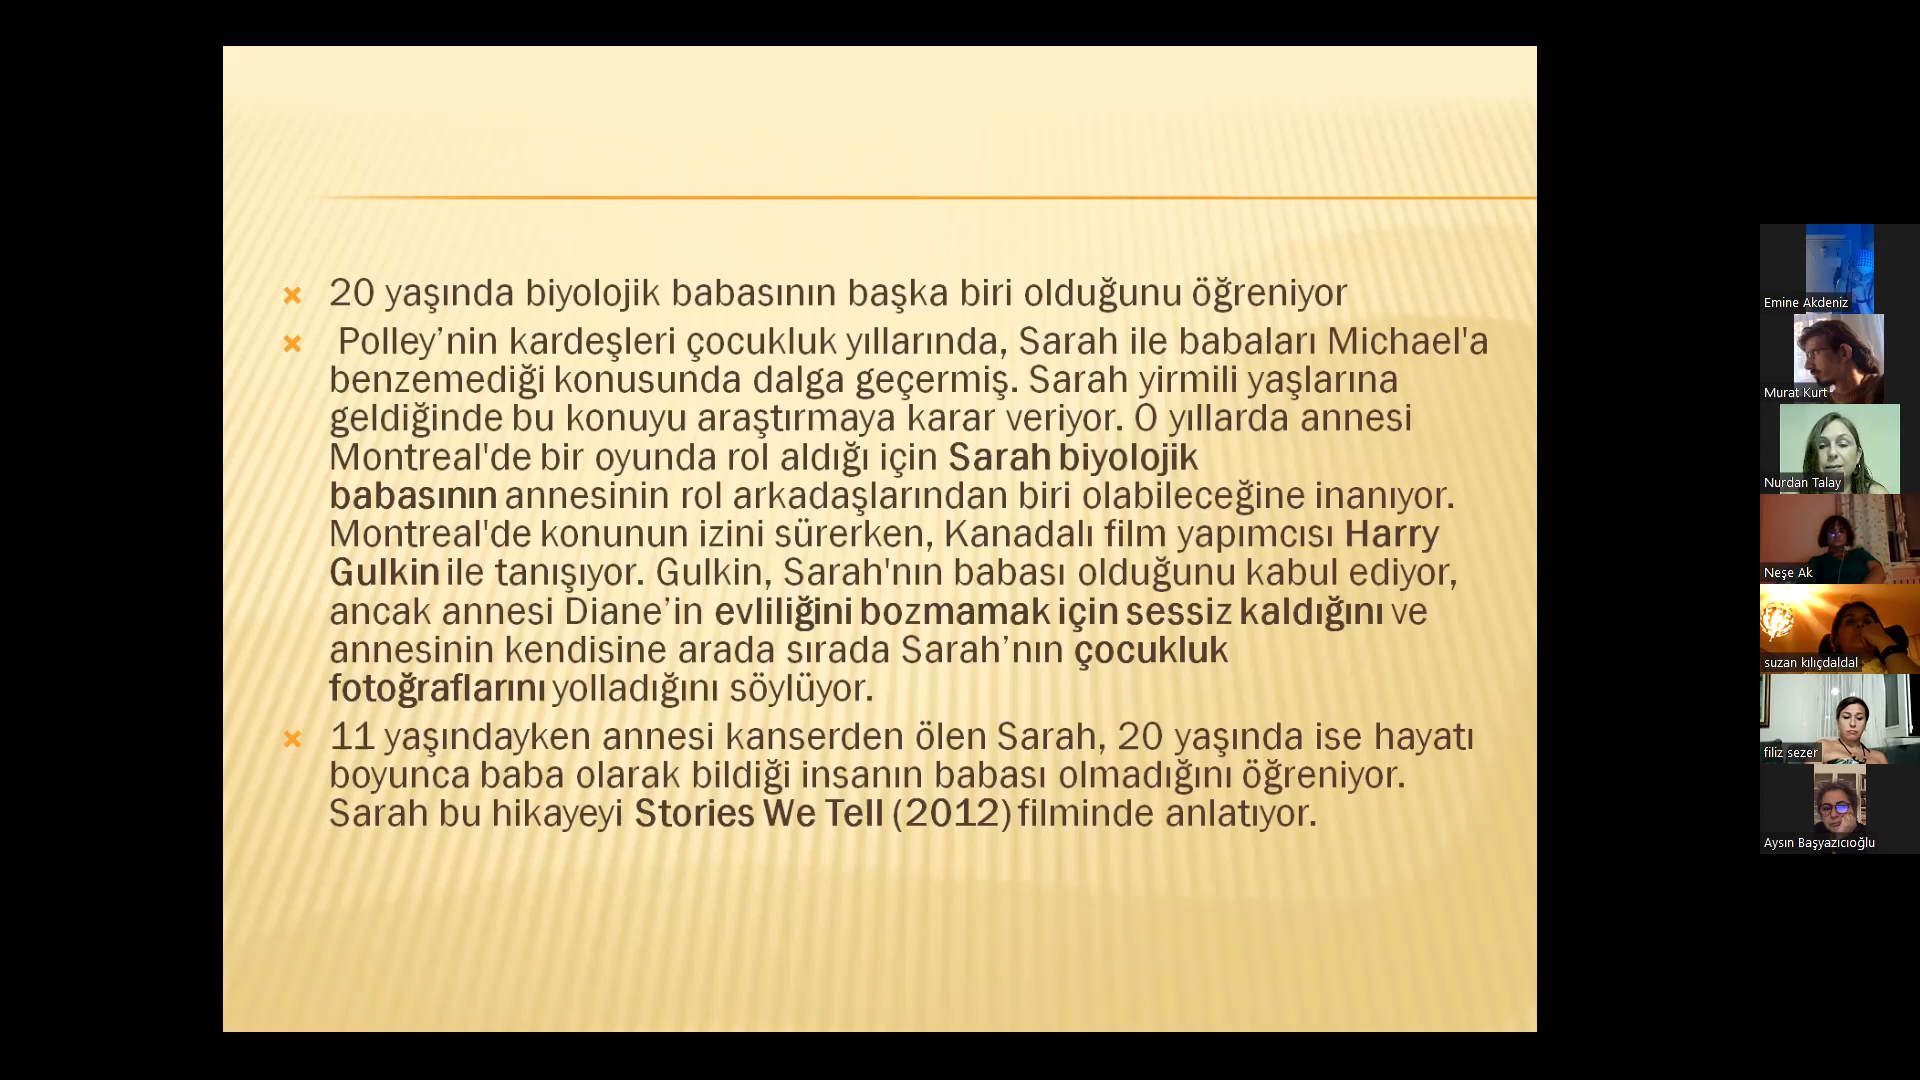 20 yaşında biyolojik babasının başka biri olduğunu öğreniyor
Polley’nin kardeşleri çocukluk yıllarında, Sarah ile babaları Michael'a
benzemediği konusunda dalga geçermiş. Sarah yirmili yaşlarına
geldiğinde bu konuyu araştırmaya karar veriyor. O yıllarda annesi
Montreal'de bir oyunda rol aldığı için Sarah biyolojik
babasının annesinin rol arkadaşlarından biri olabileceğine inanıyor.
Montreal'de konunun izini sürerken, Kanadalı film yapımcısı Harry
Gulkin ile tanışıyor. Gulkin, Sarah'nın babası olduğunu kabul ediyor,
ancak annesi Diane’in evliliğini bozmamak için sessiz kaldığını ve
annesinin kendisine arada sırada Sarah’nın çocukluk
fotoğraflarını yolladığını söylüyor.
11 yaşındayken annesi kanserden ölen Sarah, 20 yaşında ise hayatı
boyunca baba olarak bildiği insanın babası olmadığını öğreniyor.
Sarah bu hikayeyi Stories We Tell (2012) filminde anlatıyor.
Emine Akdeniz
Murat Kurt
Nurdan Talay
Neşe Ak
suzan kılıçdaldal
filiz sezer
Aysın Başyazıcıoğlu